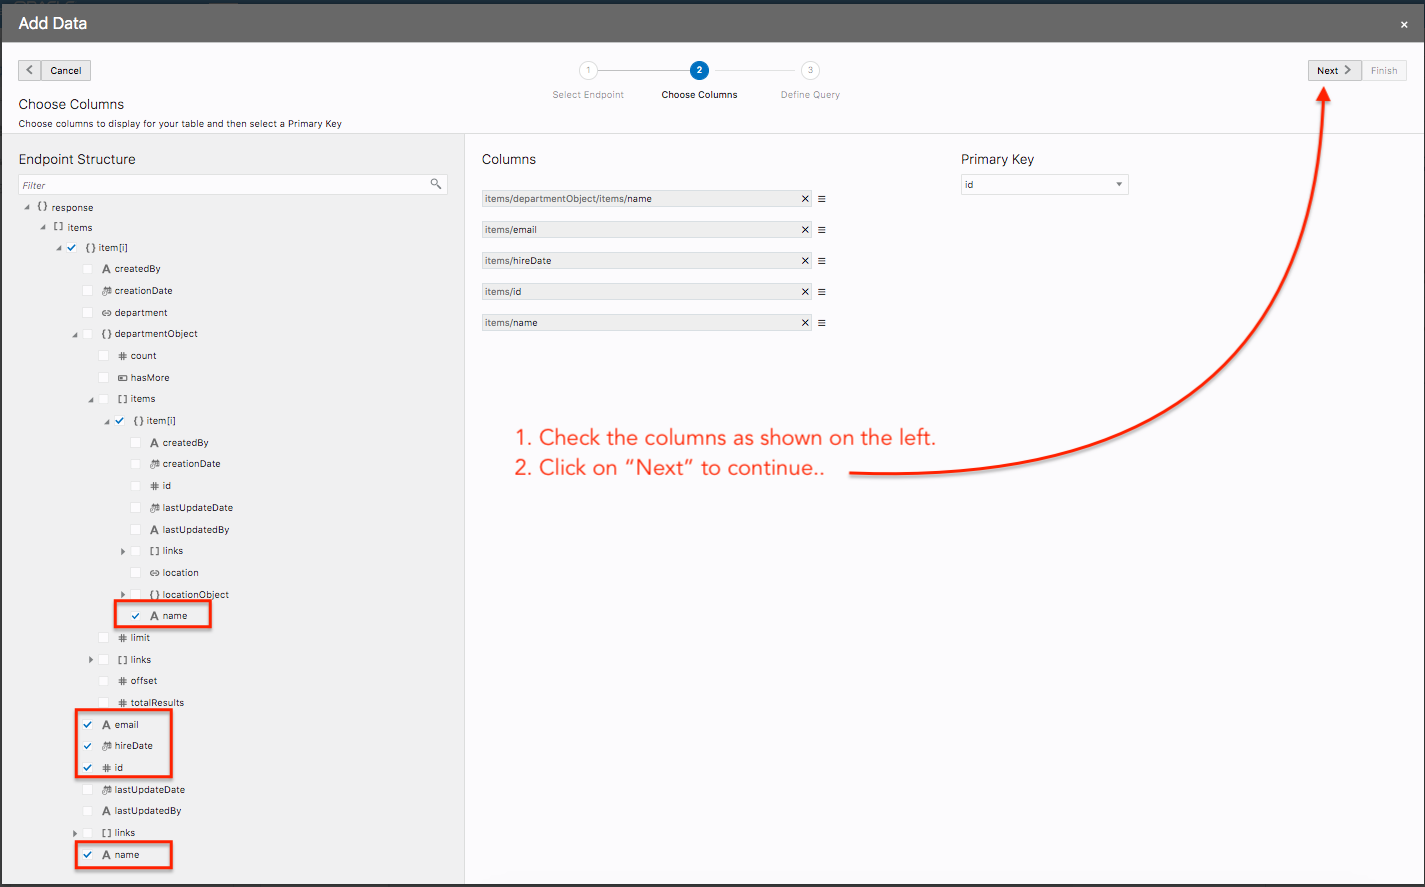 Add Data
×
Cancel
1
2
3
Next
Finish
Select Endpoint
Choose Columns
Define Query
Choose Columns
Choose columns to display for your table and then select a Primary Key
Endpoint Structure
Filter
{} response
[] items
{} item[i]
A createdBy
creationDate
department
{} departmentObject
# count
hasMore
[] items
{} item[i]
A createdBy
creationDate
# id
lastUpdateDate
A lastUpdatedBy
[] links
location
{} locationObject
A name
# limit
[] links
# offset
# totalResults
A email
hireDate
# id
lastUpdateDate
A lastUpdatedBy
[] links
A name
Columns
items/departmentObject/items/name
items/email
items/hireDate
items/id
items/name
Primary Key
id
1. Check the columns as shown on the left.
2. Click on “Next” to continue..